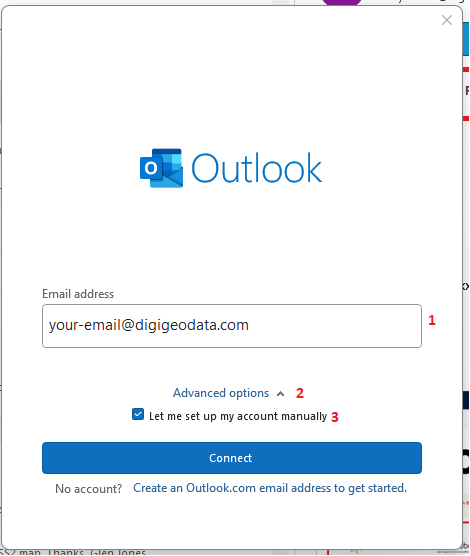 Outlook
Email address
your-email@digigeodata.com 1
Advanced options 2
Let me set up my account manually 3
Connect
No account? Create an Outlook.com email address to get started.
map. Thanks, Glen Jones